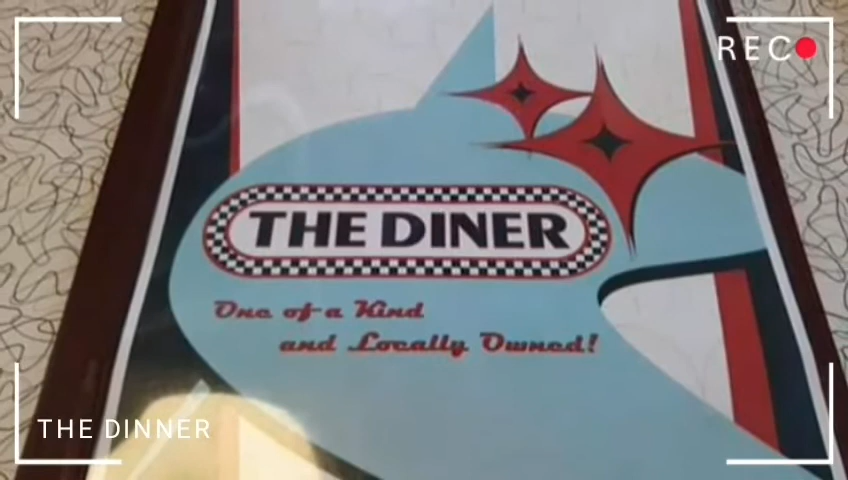 REC
THE DINER
One of a Kind
and Locally Owned!
THE DINNER